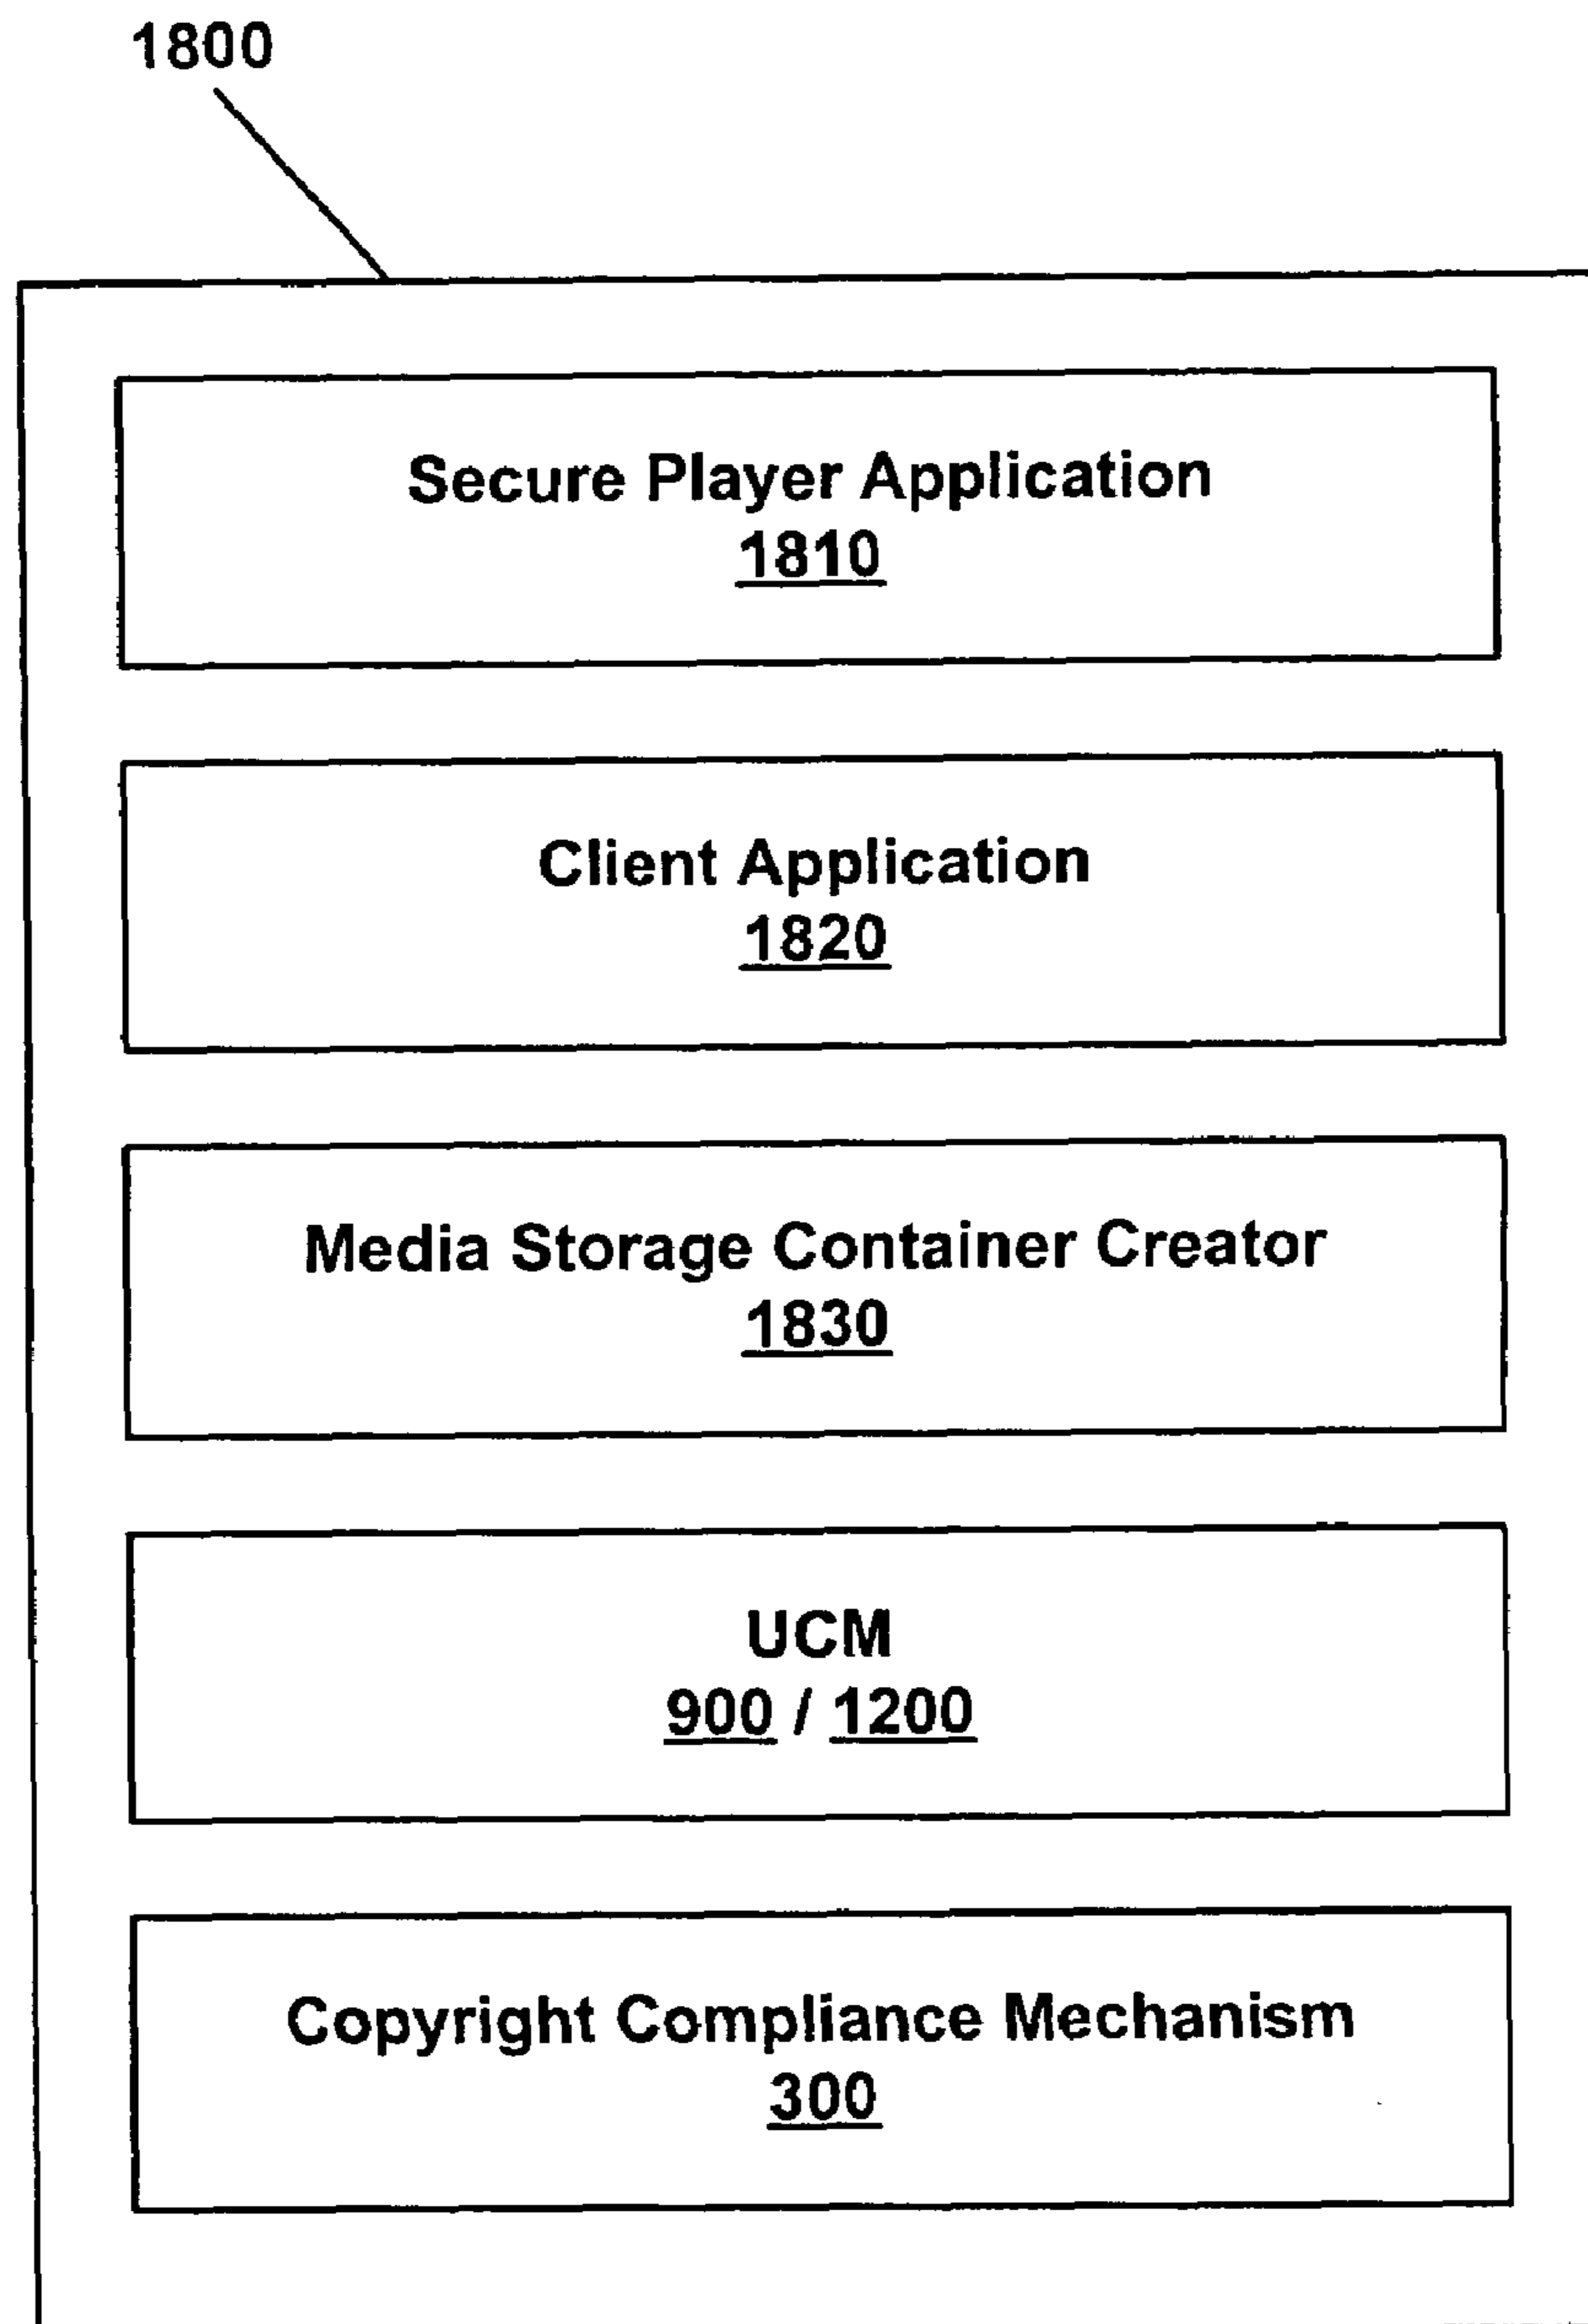 1800
Secure Player Application
1810
Client Application
1820
Media Storage Container Creator
1830
UCM
900 / 1200
Copyright Compliance Mechanism
300